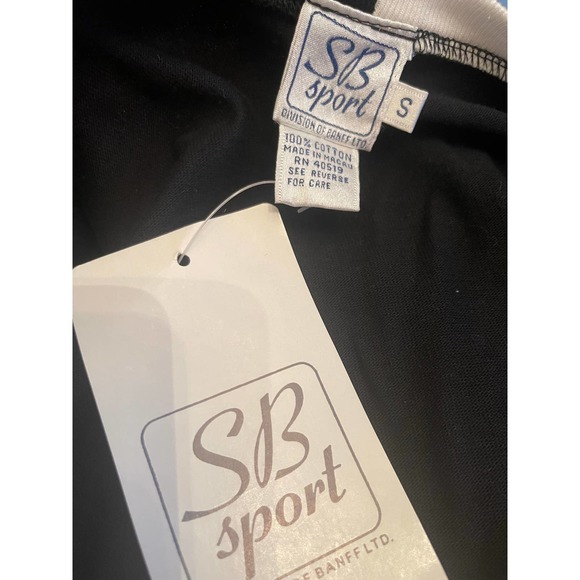 SB
sport
DIVISION OF BANFF LTD.
S
100% COTTON
MADE IN MACAU
RN 40519
SEE REVERSE
FOR CARE
SB
sport
OF BANFF LTD.